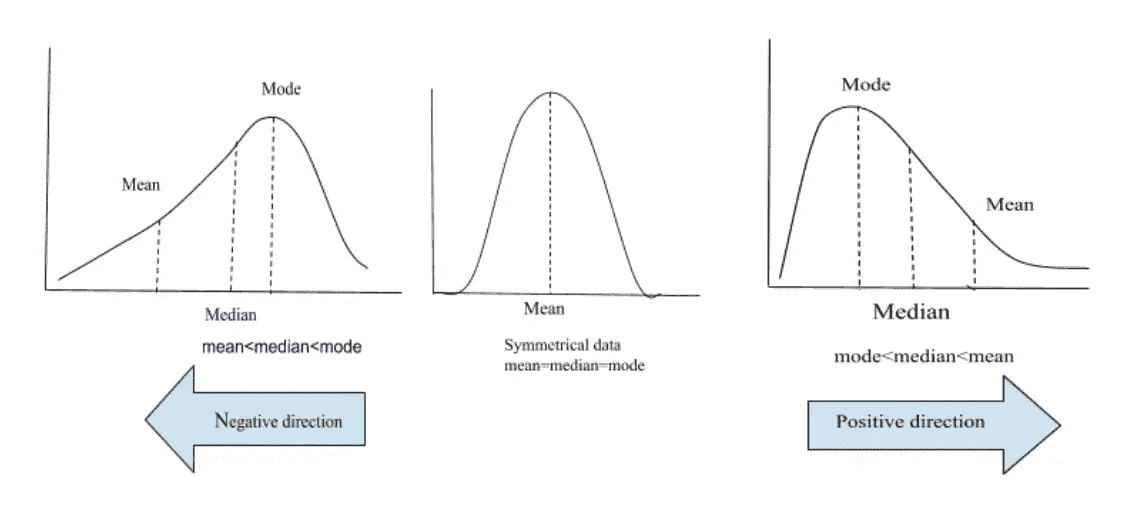 Mode
Mean
Median
mean<median<mode
Negative direction
Mean
Symmetrical data
mean=median=mode
Mode
Mean
Median
mode<median<mean
Positive direction